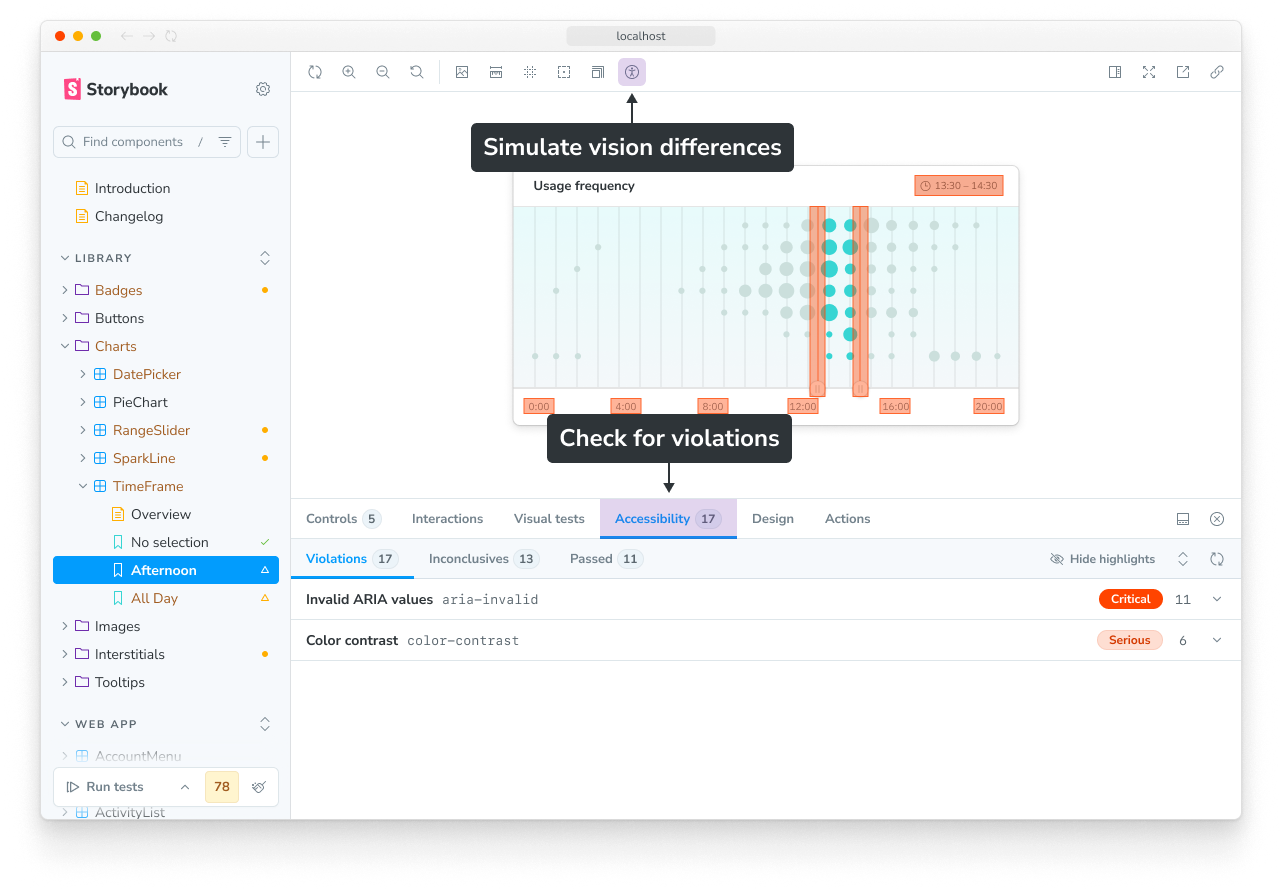 localhost
S Storybook
Find components /
Introduction
Changelog
LIBRARY
Badges
Buttons
Charts
DatePicker
PieChart
RangeSlider
SparkLine
TimeFrame
Overview
No selection
Afternoon
All Day
Images
Interstitials
Tooltips
WEB APP
AccountMenu
Run tests 78
ActivityList
Simulate vision differences
Usage frequency 13:30 – 14:30
0:00 4:00 8:00 12:00 16:00 20:00
Check for violations
Controls 5 Interactions Visual tests Accessibility 17 Design Actions
Violations 17 Inconclusives 13 Passed 11 Hide highlights
Invalid ARIA values aria-invalid Critical 11
Color contrast color-contrast Serious 6